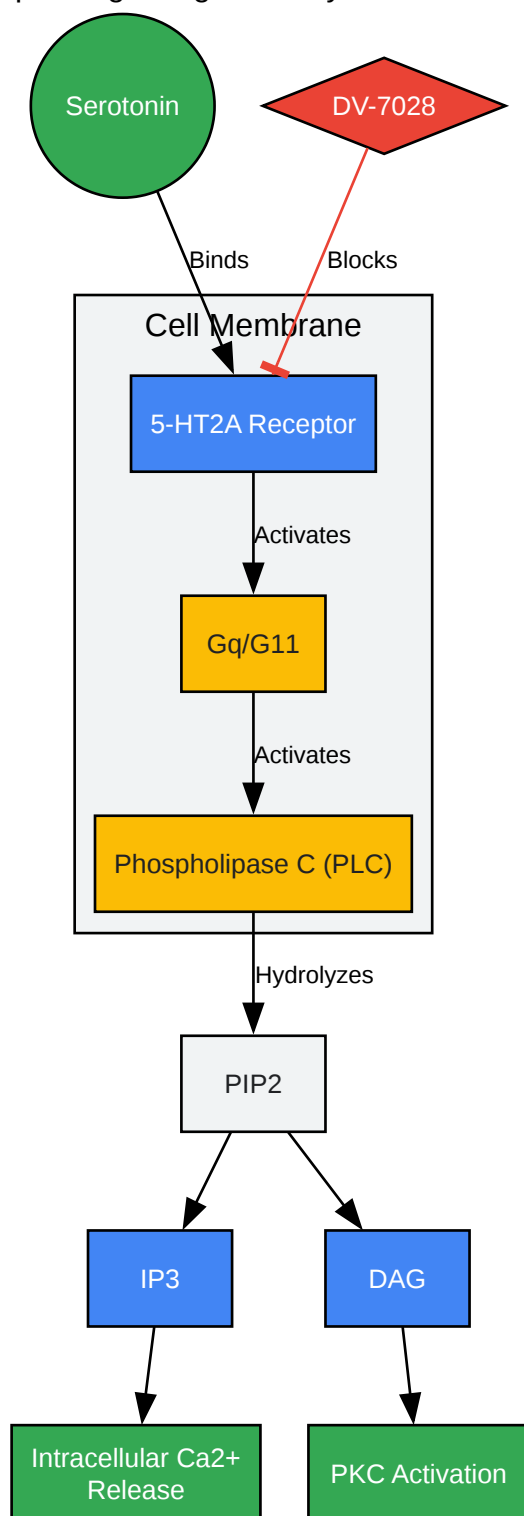 Serotonin
DV-7028
Binds
Blocks
Cell Membrane
5-HT2A Receptor
Activates
Gq/G11
Activates
Phospholipase C (PLC)
Hydrolyzes
PIP2
IP3
DAG
Intracellular Ca2+
Release
PKC Activation